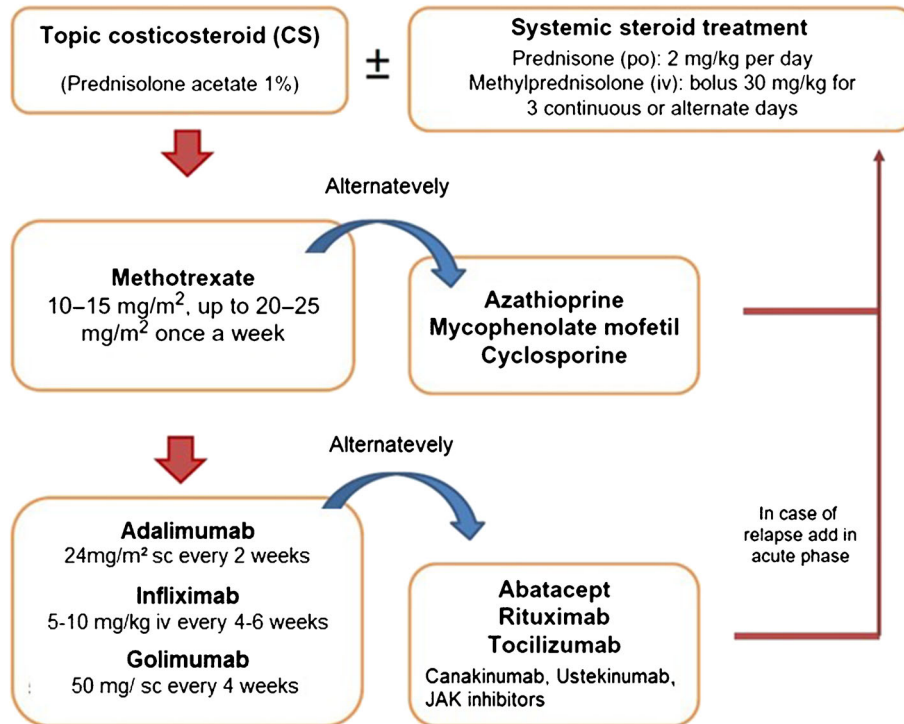 Topic costicosteroid (CS)
(Prednisolone acetate 1%)
±
Systemic steroid treatment
Prednisone (po): 2 mg/kg per day
Methylprednisolone (iv): bolus 30 mg/kg for
3 continuous or alternate days
Alternatevely
Methotrexate
10–15 mg/m², up to 20–25
mg/m² once a week
Azathioprine
Mycophenolate mofetil
Cyclosporine
Alternatevely
Adalimumab
24mg/m² sc every 2 weeks
Infliximab
5-10 mg/kg iv every 4-6 weeks
Golimumab
50 mg/ sc every 4 weeks
Abatacept
Rituximab
Tocilizumab
Canakinumab, Ustekinumab,
JAK inhibitors
In case of
relapse add in
acute phase